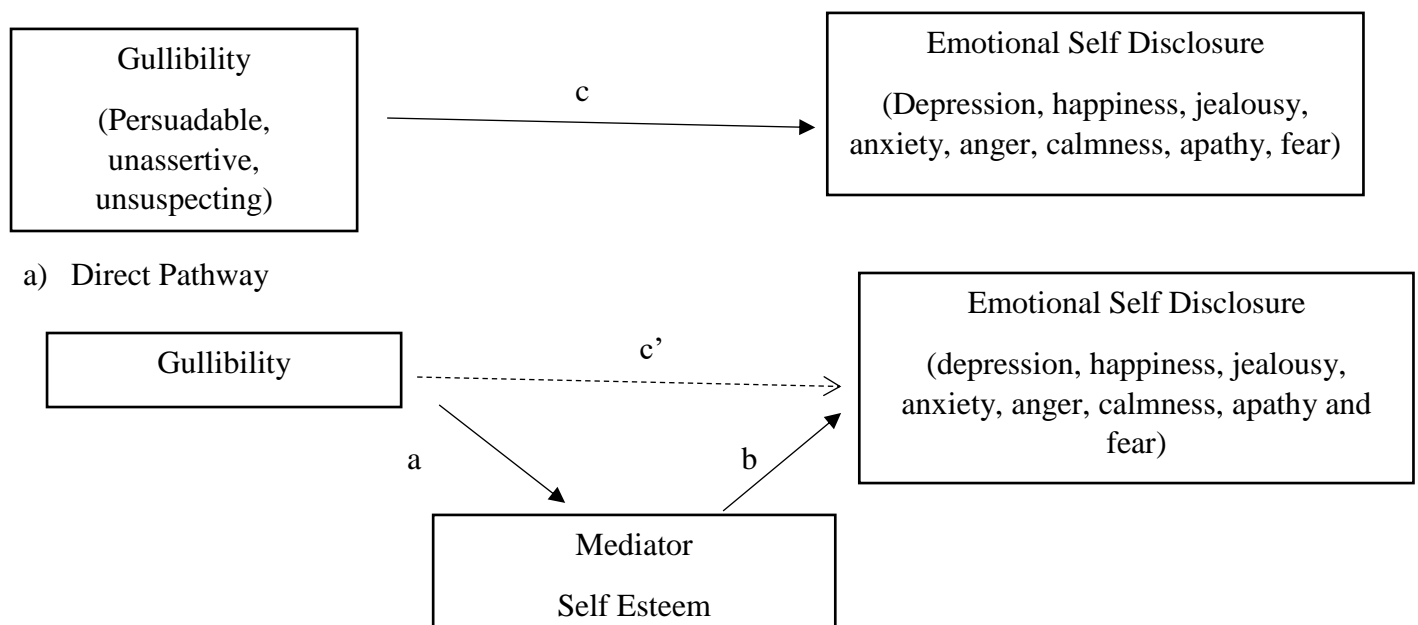 Gullibility
(Persuadable,
unassertive,
unsuspecting)
c
Emotional Self Disclosure
(Depression, happiness, jealousy,
anxiety, anger, calmness, apathy, fear)
a) Direct Pathway
Gullibility
c’
Emotional Self Disclosure
(depression, happiness, jealousy,
anxiety, anger, calmness, apathy and
fear)
a
b
Mediator
Self Esteem